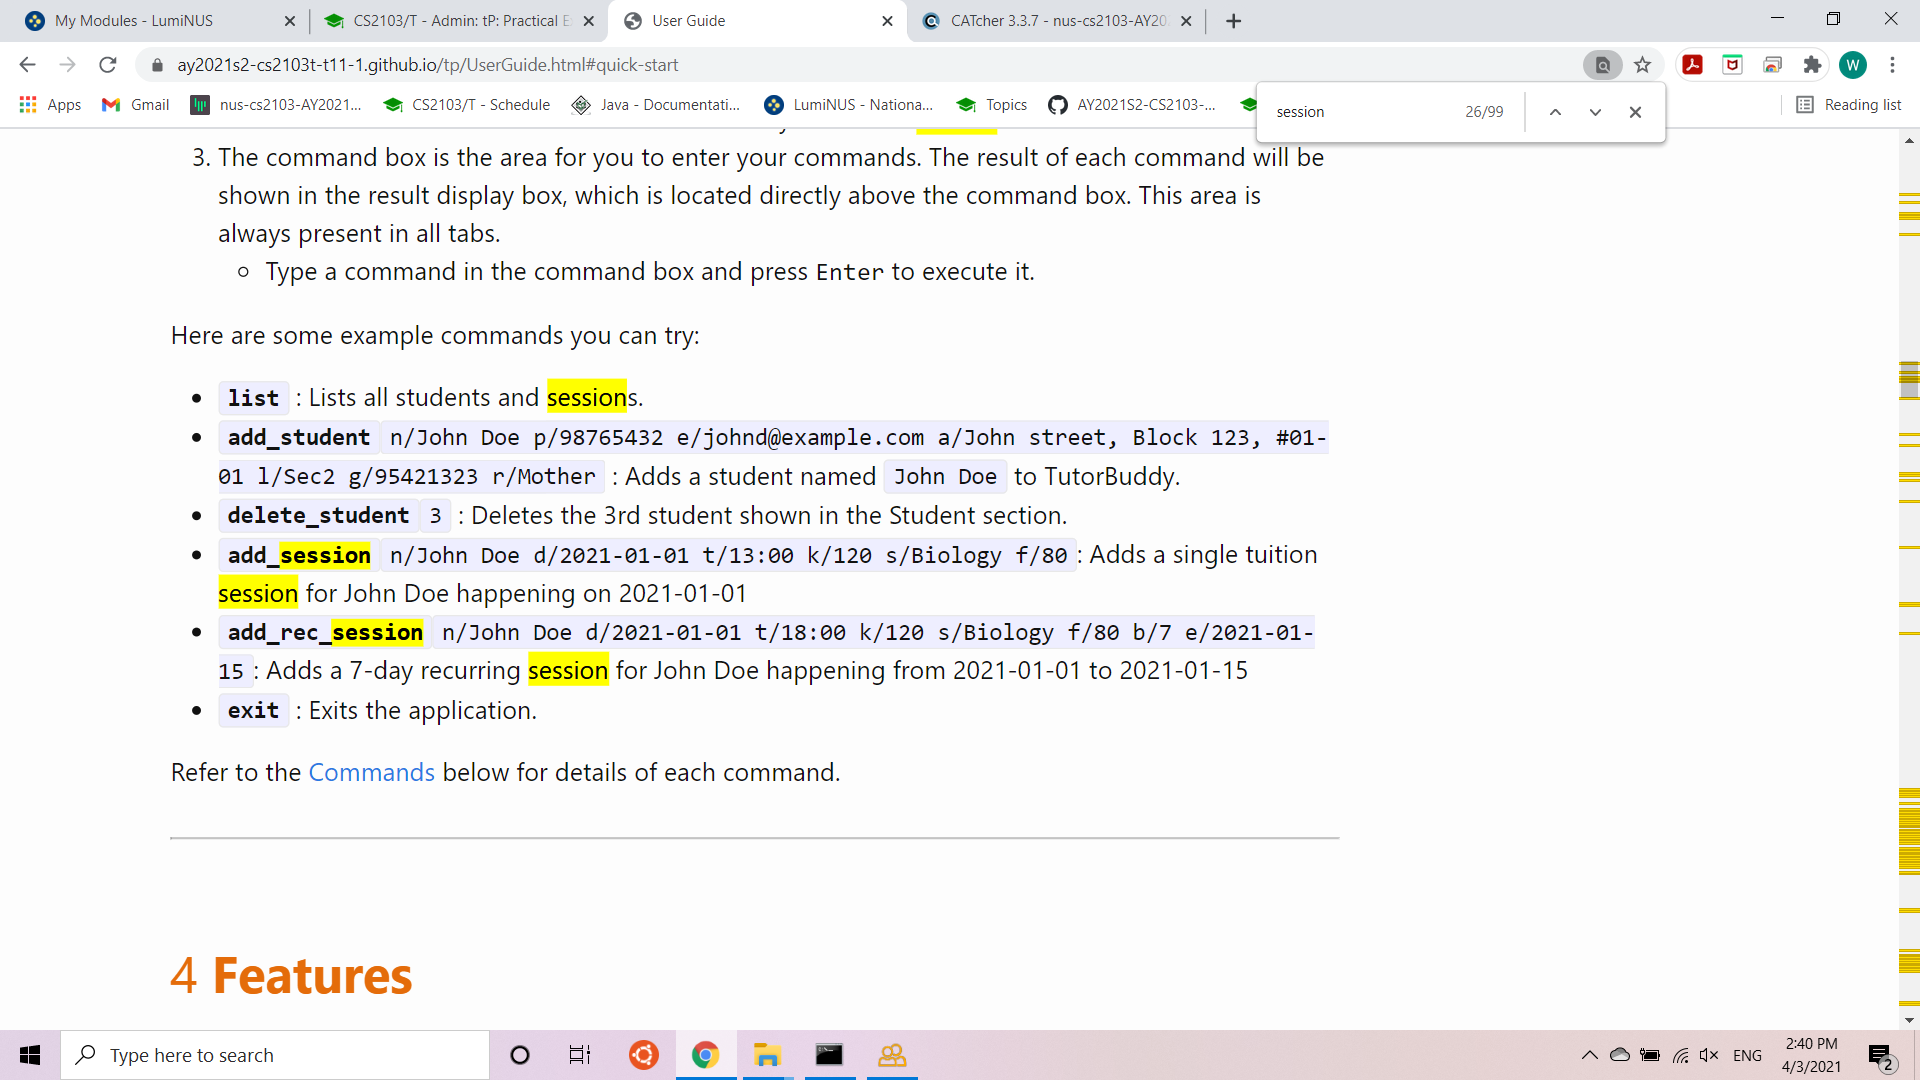 My Modules - LumiNUS
CS2103/T - Admin: tP: Practical E
User Guide
CATcher 3.3.7 - nus-cs2103-AY20
ay2021s2-cs2103t-t11-1.github.io/tp/UserGuide.html#quick-start
W
Apps
Gmail
nus-cs2103-AY2021...
CS2103/T - Schedule
Java - Documentati...
LumiNUS - Nationa...
Topics
AY2021S2-CS2103-...
Reading list
session
26/99
3. The command box is the area for you to enter your commands. The result of each command will be
shown in the result display box, which is located directly above the command box. This area is
always present in all tabs.
Type a command in the command box and press Enter to execute it.
Here are some example commands you can try:
list : Lists all students and sessions.
add_student n/John Doe p/98765432 e/johnd@example.com a/John street, Block 123, #01-
01 l/Sec2 g/95421323 r/Mother : Adds a student named John Doe to TutorBuddy.
delete_student 3 : Deletes the 3rd student shown in the Student section.
add_session n/John Doe d/2021-01-01 t/13:00 k/120 s/Biology f/80 : Adds a single tuition
session for John Doe happening on 2021-01-01
add_rec_session n/John Doe d/2021-01-01 t/18:00 k/120 s/Biology f/80 b/7 e/2021-01-
15 : Adds a 7-day recurring session for John Doe happening from 2021-01-01 to 2021-01-15
exit : Exits the application.
Refer to the Commands below for details of each command.
4 Features
Type here to search
ENG
2:40 PM
4/3/2021
2